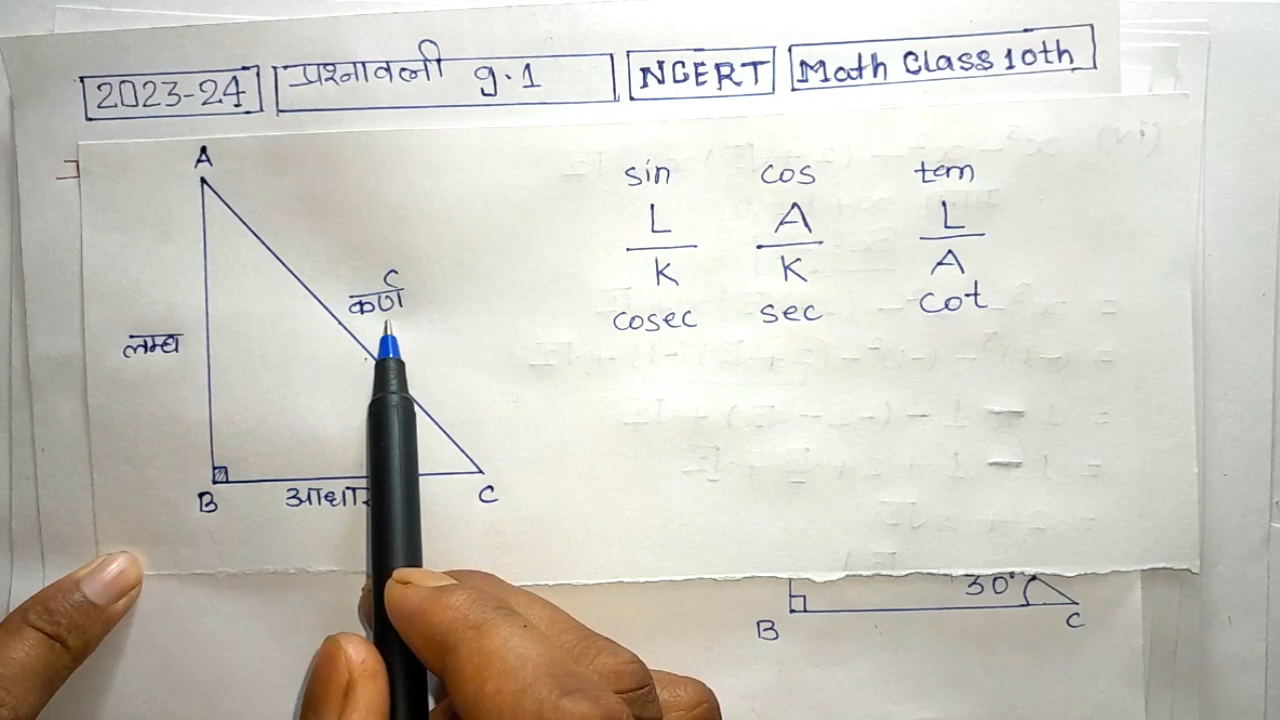 2023-24 प्रश्नावली 9.1 NCERT Math Class 10th
A
sin cos tan
L A L
K K A
cosec sec cot
कर्ण
लम्ब
B C
30°
B C